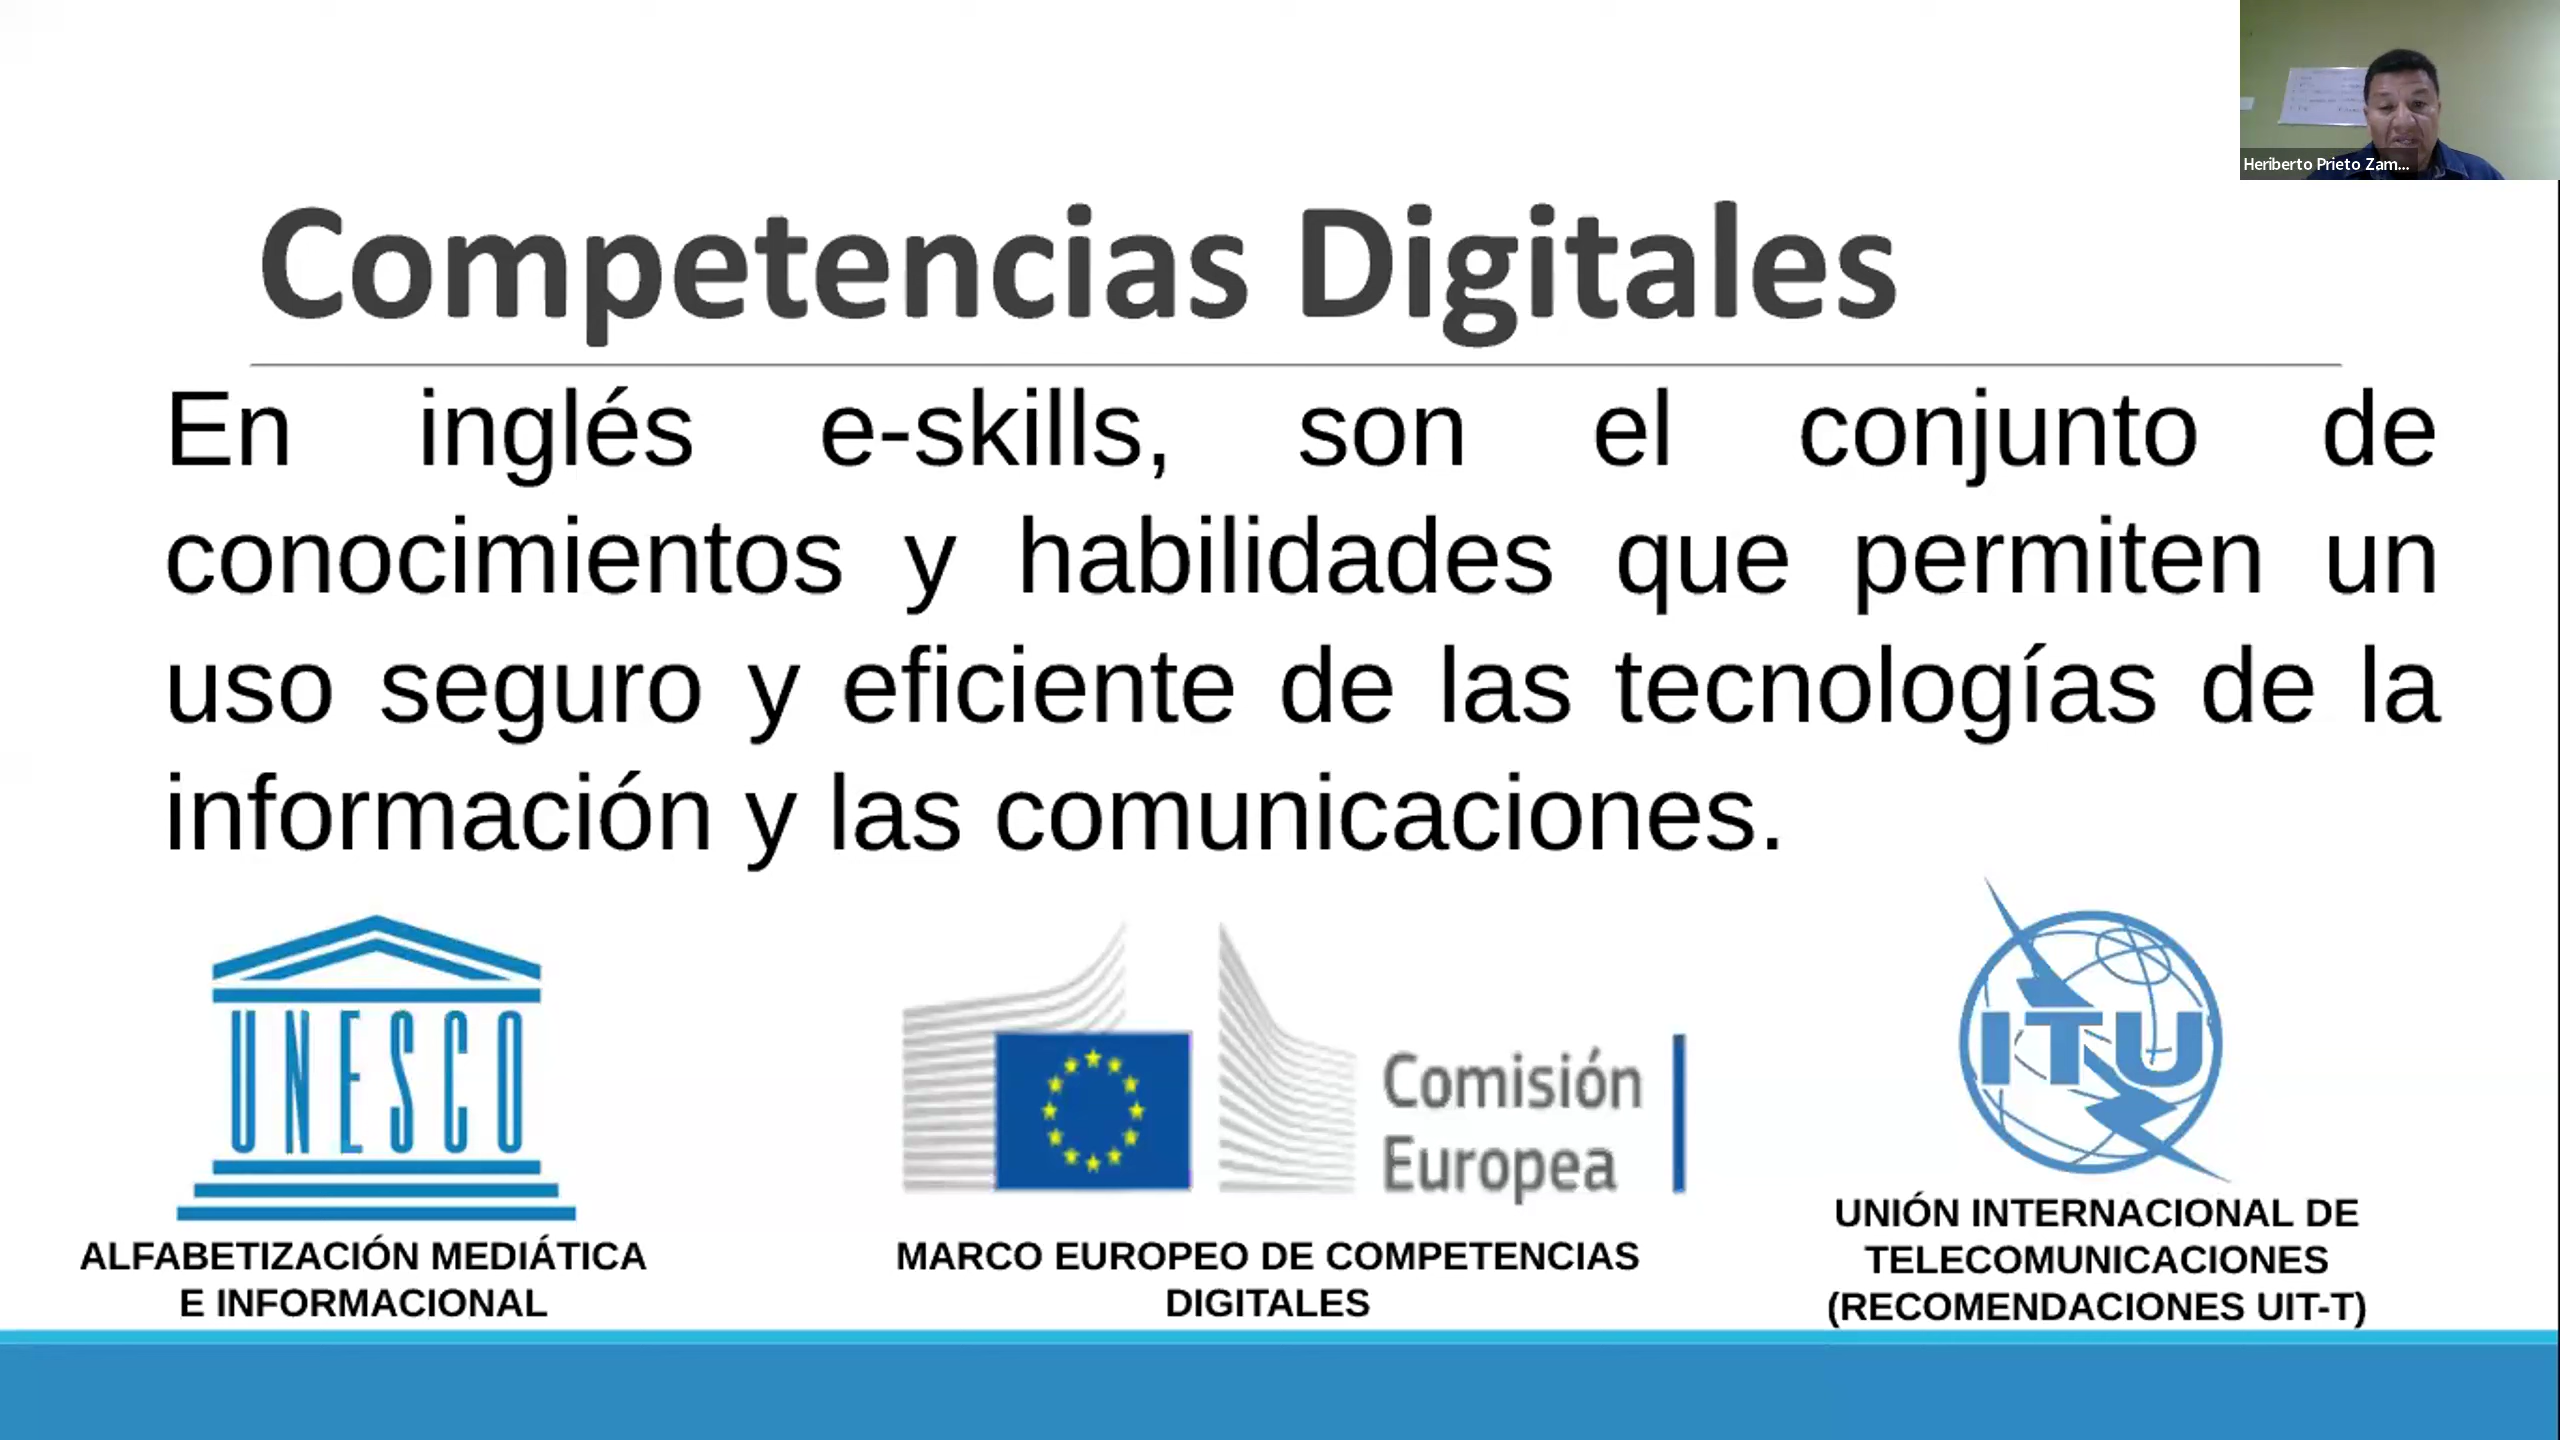 Heriberto Prieto Zam...
Competencias Digitales
En inglés e-skills, son el conjunto de
conocimientos y habilidades que permiten un
uso seguro y eficiente de las tecnologías de la
información y las comunicaciones.
UNESCO
ALFABETIZACIÓN MEDIÁTICA
E INFORMACIONAL
Comisión
Europea
MARCO EUROPEO DE COMPETENCIAS
DIGITALES
ITU
UNIÓN INTERNACIONAL DE
TELECOMUNICACIONES
(RECOMENDACIONES UIT-T)